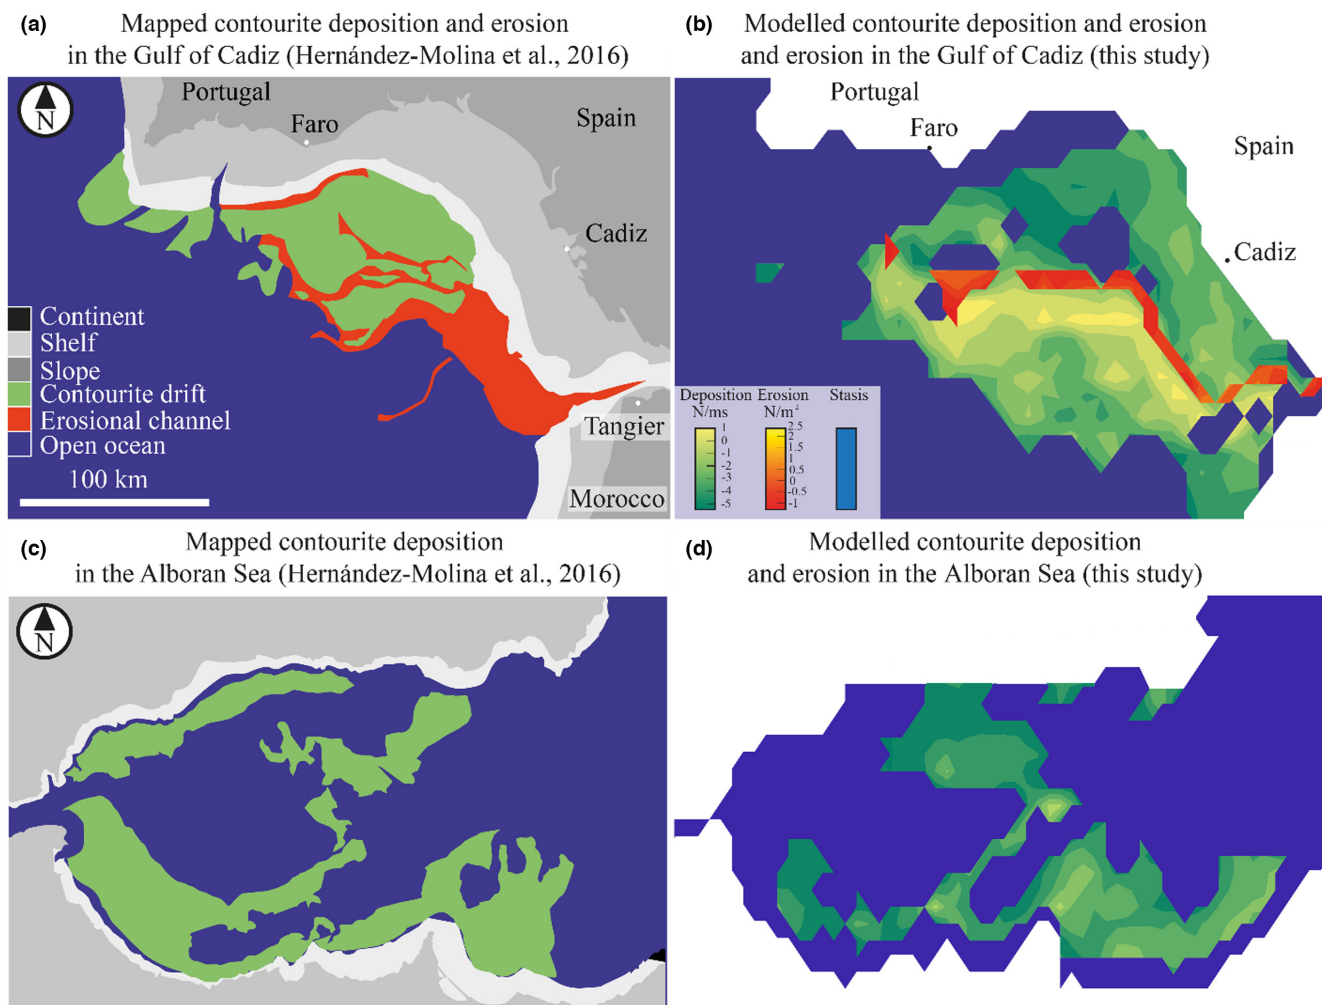 (a)
Mapped contourite deposition and erosion
in the Gulf of Cadiz (Hernández-Molina et al., 2016)
N
Portugal
Faro
Spain
Cadiz
Continent
Shelf
Slope
Contourite drift
Erosional channel
Open ocean
100 km
Tangier
Morocco
(b)
Modelled contourite deposition and erosion
and erosion in the Gulf of Cadiz (this study)
Portugal
Faro
Spain
Cadiz
Deposition Erosion Stasis
N/ms N/m²
1 2.5
0 2
-1 1.5
-2 1
-3 0.5
-4 0
-0.5
-5 -1
(c)
Mapped contourite deposition
in the Alboran Sea (Hernández-Molina et al., 2016)
N
(d)
Modelled contourite deposition
and erosion in the Alboran Sea (this study)